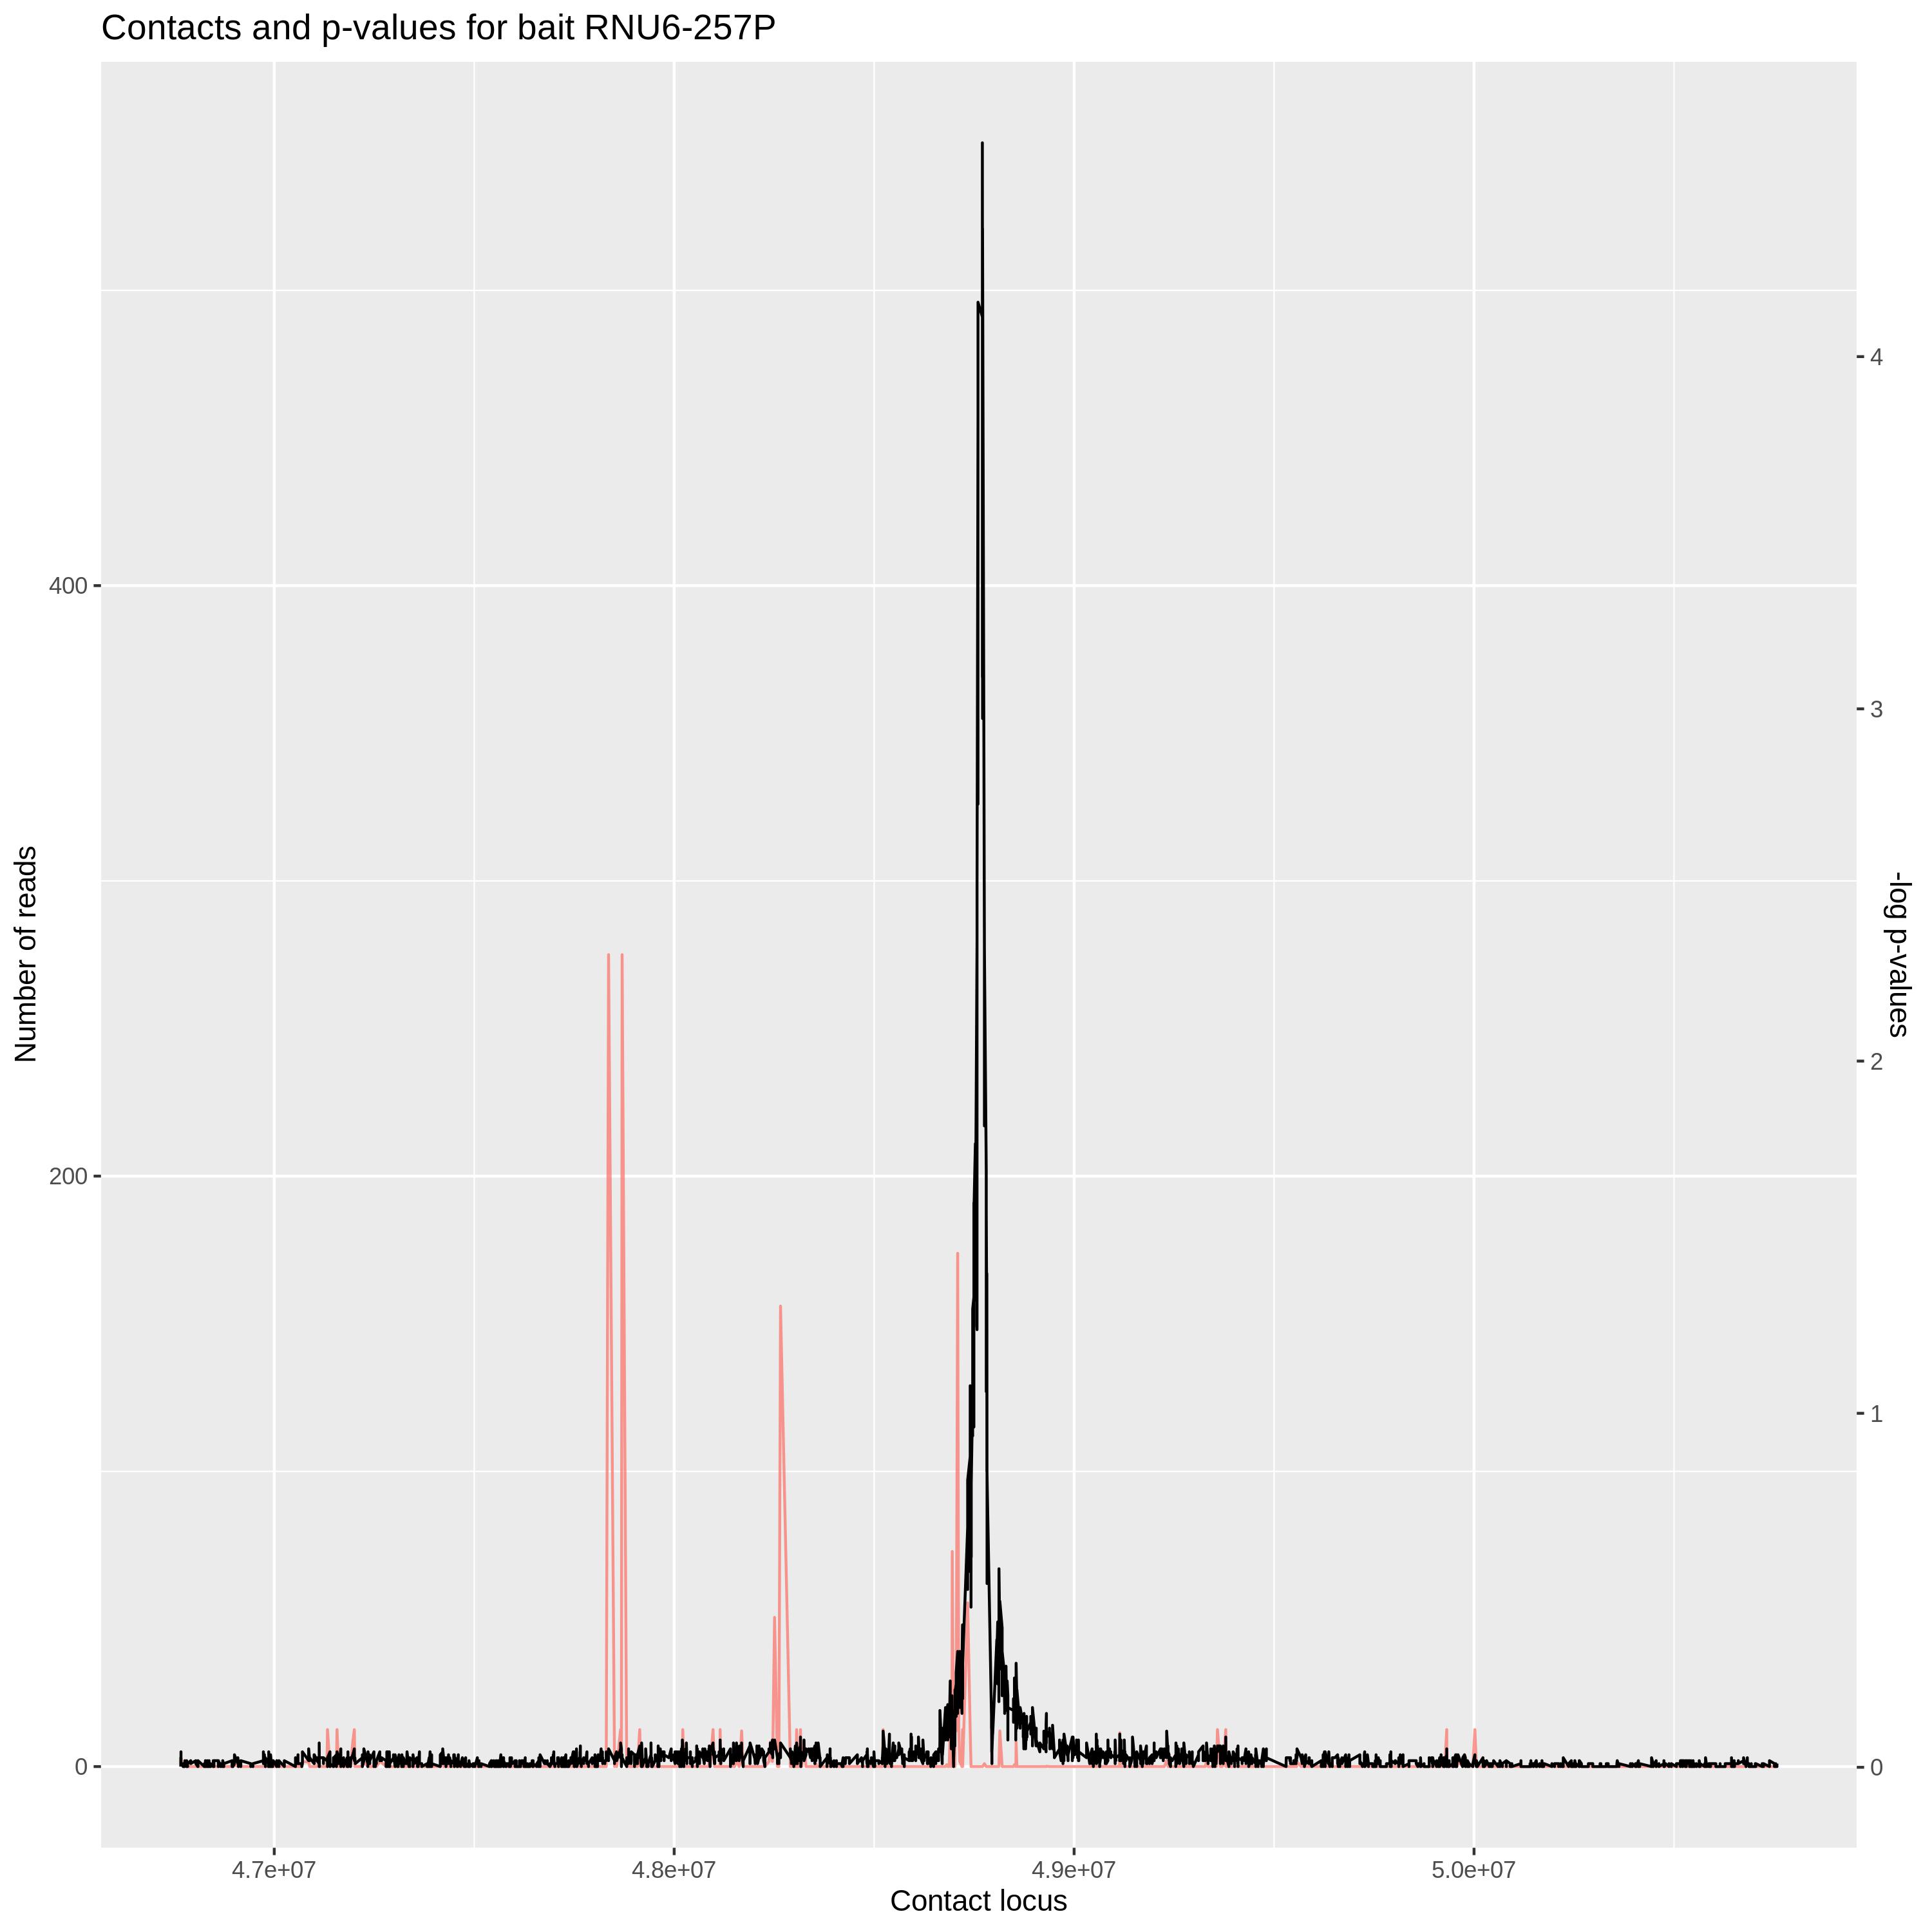 Contacts and p-values for bait RNU6-257P
Number of reads
400
200
0
-log p-values
4
3
2
1
0
4.7e+07
4.8e+07
4.9e+07
5.0e+07
Contact locus